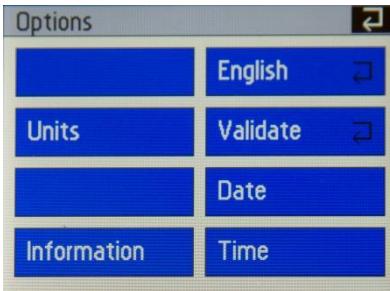 Options
English
Units
Validate
Date
Information
Time